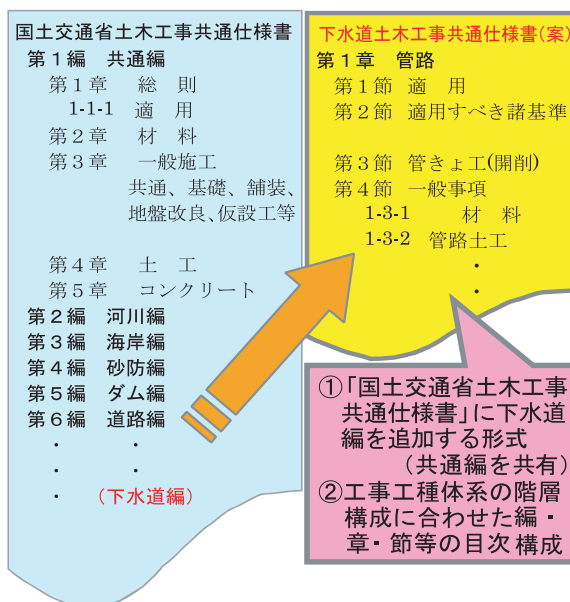 国土交通省土木工事共通仕様書
第1編 共通編
第1章 総 則
1-1-1 適 用
第2章 材 料
第3章 一般施工
共通、基礎、舗装、
地盤改良、仮設工等
第4章 土 工
第5章 コンクリート
第2編 河川編
第3編 海岸編
第4編 砂防編
第5編 ダム編
第6編 道路編
・ ・
・ ・
・ (下水道編)
下水道土木工事共通仕様書(案)
第1章 管路
第1節 適 用
第2節 適用すべき諸基準
第3節 管きょ工(開削)
第4節 一般事項
1-3-1 材 料
1-3-2 管路土工
・
・
①「国土交通省土木工事
共通仕様書」に下水道
編を追加する形式
(共通編を共有)
②工事工種体系の階層
構成に合わせた編・
章・節等の目次構成